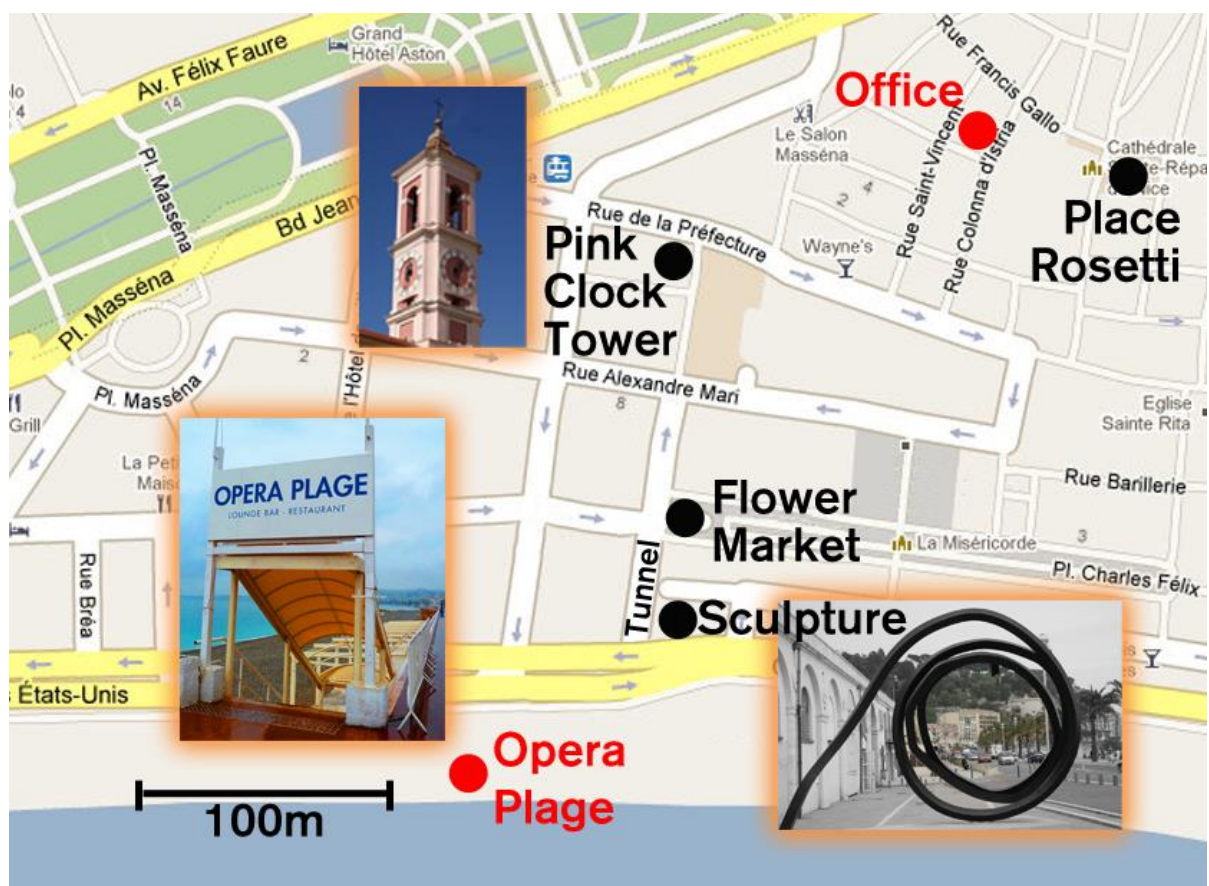 Grand
Hôtel Aston
Av. Félix Faure
14
Pl. Masséna
Bd Jean
Pl. Masséna
Office
Rue Francis Gallo
Le Salon
Masséna
Rue Saint-Vincent
Rue Colonna d'Istria
Cathédrale
4
2
Place
Rosetti
Rue de la Préfecture
Wayne's
Pink
Clock
Tower
2
Pl. Masséna
Grill
Rue Alexandre Mari
8
Eglise
Sainte Rita
La
OPERA PLAGE
LOUNGE BAR - RESTAURANT
Rue Barillerie
Flower
Market
La Miséricorde
3
Pl. Charles Félix
Tunnel
Rue Bréa
Sculpture
États-Unis
Opera
Plage
100m